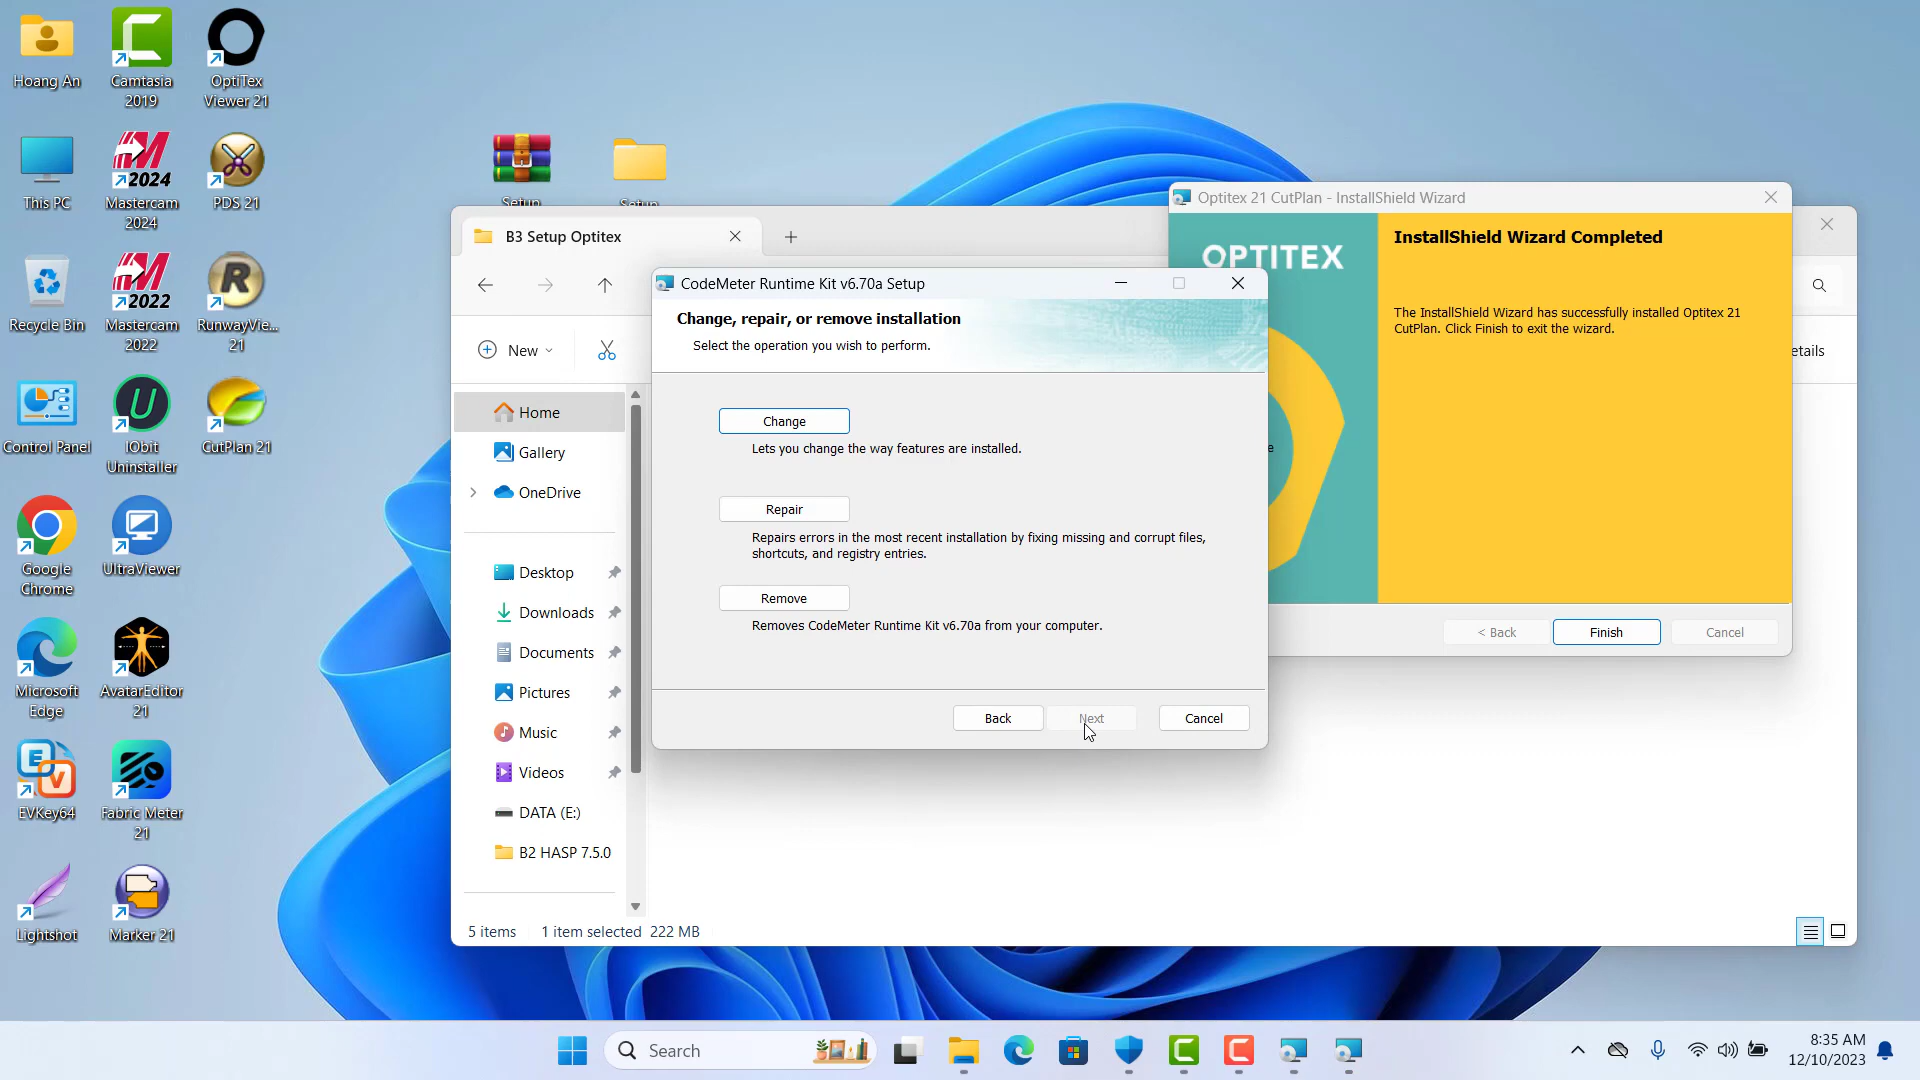 Hoang An
Camtasia
2019
OptiTex
Viewer 21
This PC
2024
Mastercam
2024
PDS 21
Recycle Bin
2022
Mastercam
2022
RunwayVie...
21
Control Panel
IObit
Uninstaller
CutPlan 21
Google
Chrome
UltraViewer
Microsoft
Edge
AvatarEditor
21
EVKey64
Fabric Meter
21
Lightshot
Marker 21
Setup
Setup
B3 Setup Optitex
New
etails
Home
Gallery
OneDrive
Desktop
Downloads
Documents
Pictures
Music
Videos
DATA (E:)
B2 HASP 7.5.0
5 items
1 item selected 222 MB
CodeMeter Runtime Kit v6.70a Setup
Change, repair, or remove installation
Select the operation you wish to perform.
Change
Lets you change the way features are installed.
Repair
Repairs errors in the most recent installation by fixing missing and corrupt files,
shortcuts, and registry entries.
Remove
Removes CodeMeter Runtime Kit v6.70a from your computer.
Back
Next
Cancel
Optitex 21 CutPlan - InstallShield Wizard
OPTITEX
InstallShield Wizard Completed
The InstallShield Wizard has successfully installed Optitex 21
CutPlan. Click Finish to exit the wizard.
e
< Back
Finish
Cancel
Search
8:35 AM
12/10/2023